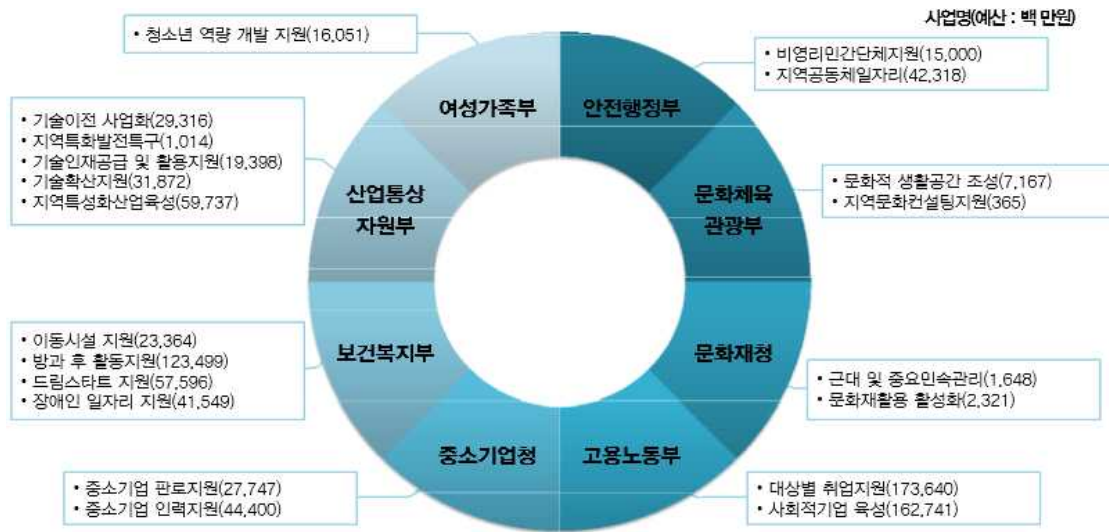 사업명(예산 : 백 만원)
• 청소년 역량 개발 지원(16,051)
• 비영리민간단체지원(15,000)
• 지역공동체일자리(42,318)
여성가족부
안전행정부
• 기술이전 사업화(29,316)
• 지역특화발전특구(1,014)
• 기술인재공급 및 활용지원(19,398)
• 기술확산지원(31,872)
• 지역특성화산업육성(59,737)
산업통상
자원부
문화체육
관광부
• 문화적 생활공간 조성(7,167)
• 지역문화컨설팅지원(365)
• 이동시설 지원(23,364)
• 방과 후 활동지원(123,499)
• 드림스타트 지원(57,596)
• 장애인 일자리 지원(41,549)
보건복지부
문화재청
• 근대 및 중요민속관리(1,648)
• 문화재활용 활성화(2,321)
중소기업청
고용노동부
• 중소기업 판로지원(27,747)
• 중소기업 인력지원(44,400)
• 대상별 취업지원(173,640)
• 사회적기업 육성(162,741)